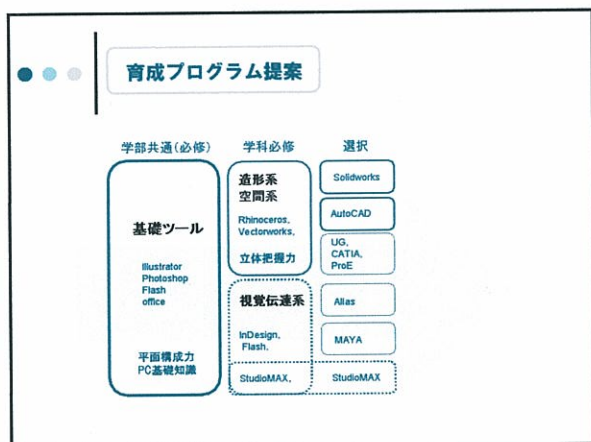 育成プログラム提案
学部共通(必修)
基礎ツール
Illustrator
Photoshop
Flash
office
平面構成力
PC基礎知識
学科必修
造形系
空間系
Rhinoceros、
Vectorworks、
立体把握力
視覚伝達系
InDesign、
Flash、
StudioMAX、
選択
Solidworks
AutoCAD
UG、
CATIA、
ProE
Alias
MAYA
StudioMAX